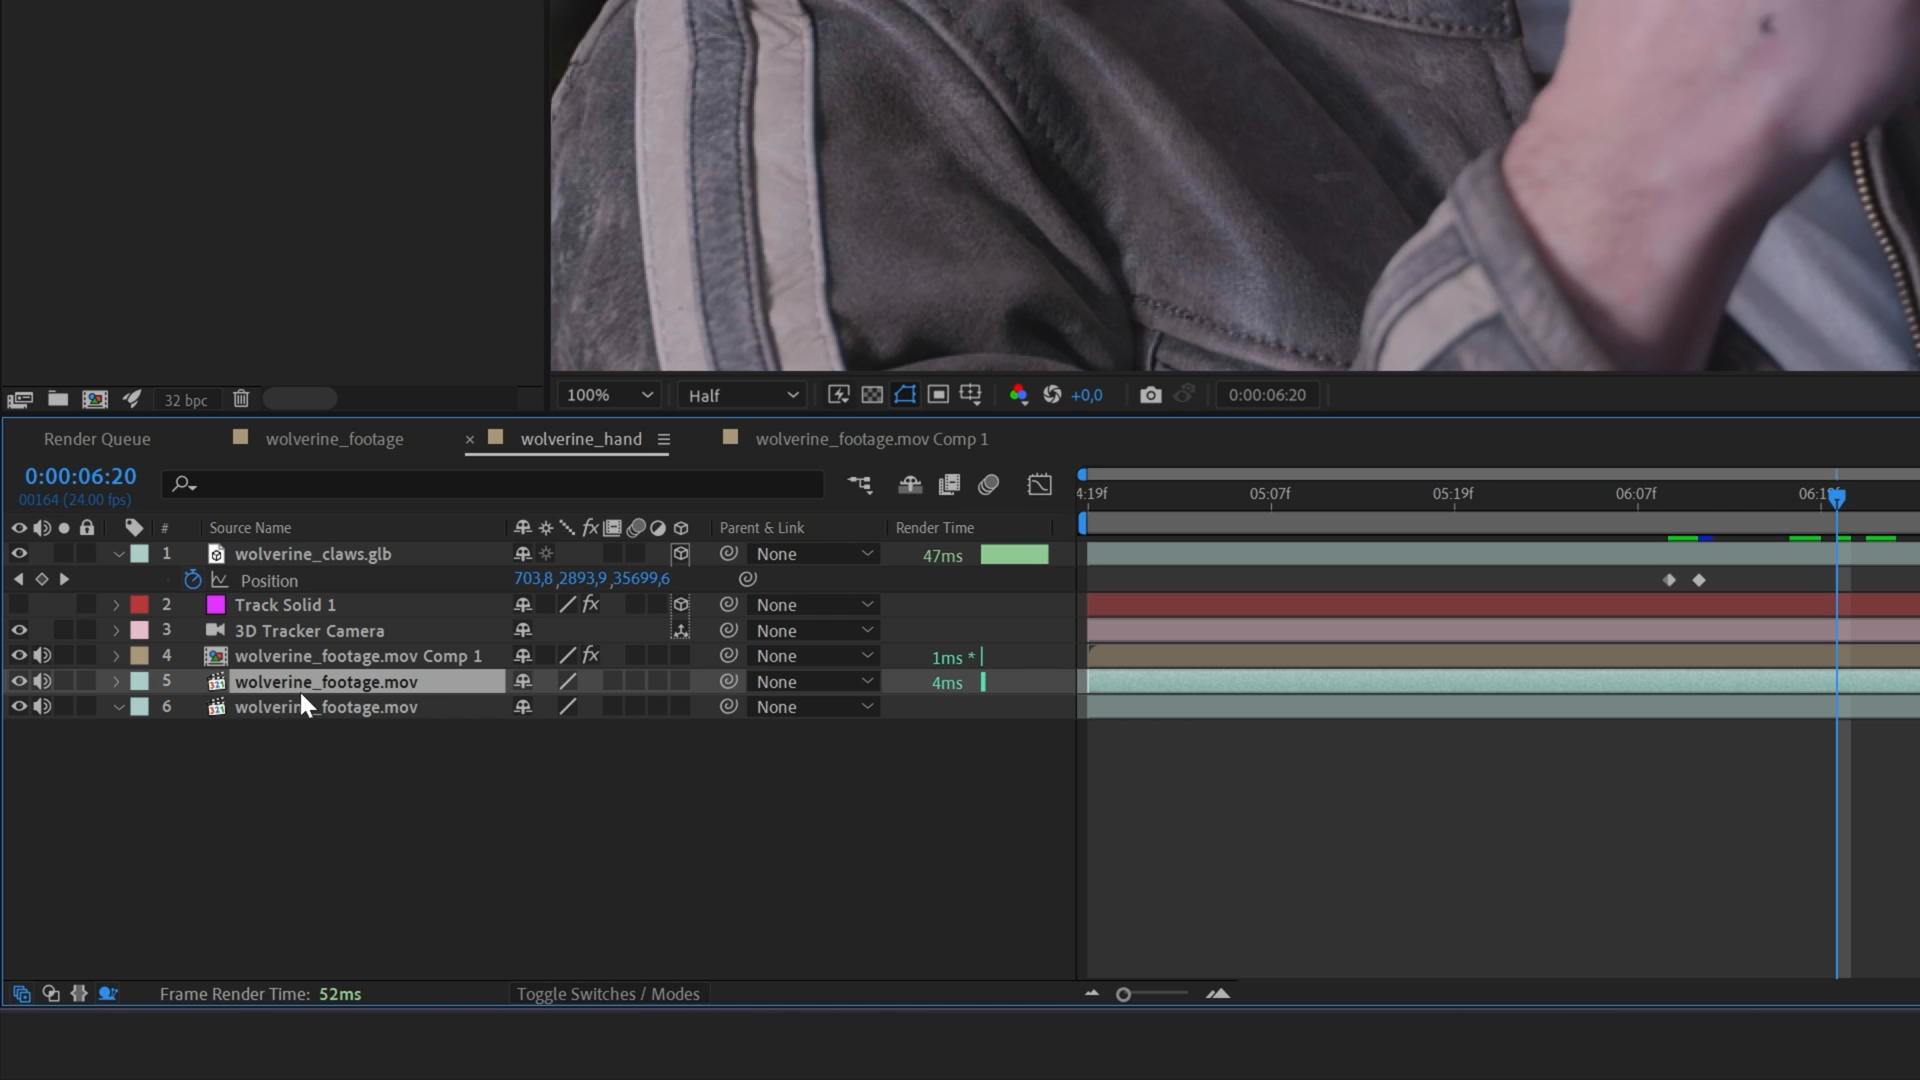 32 bpc
100%
Half
+0,0
0:00:06:20
Render Queue
wolverine_footage
× wolverine_hand
wolverine_footage.mov Comp 1
0:00:06:20
00164 (24.00 fps)
4:19f
05:07f
05:19f
06:07f
# Source Name
fx
Parent & Link
Render Time
1 wolverine_claws.glb None 47ms
Position 703,8,2893,9,35699,6
2 Track Solid 1 fx None
3 3D Tracker Camera None
4 wolverine_footage.mov Comp 1 fx None 1ms *
5 wolverine_footage.mov None 4ms
6 wolverine_footage.mov None
Frame Render Time: 52ms
Toggle Switches / Modes